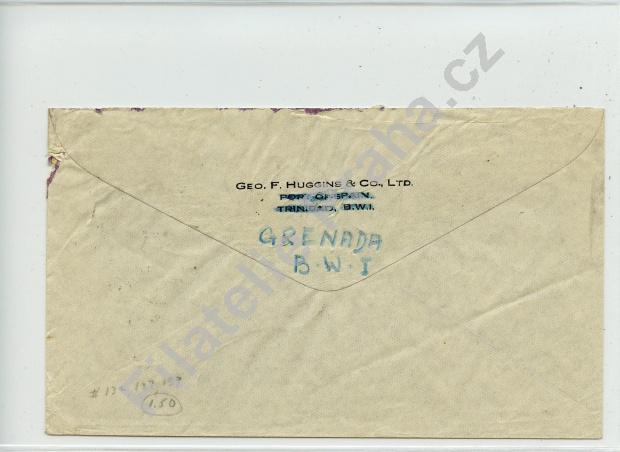 GEO. F. HUGGINS & CO., LTD.
PORT OF SPAIN,
TRINIDAD, B.W.I.
GRENADA
B.W.I
1.50
Filatelie-Praha.cz